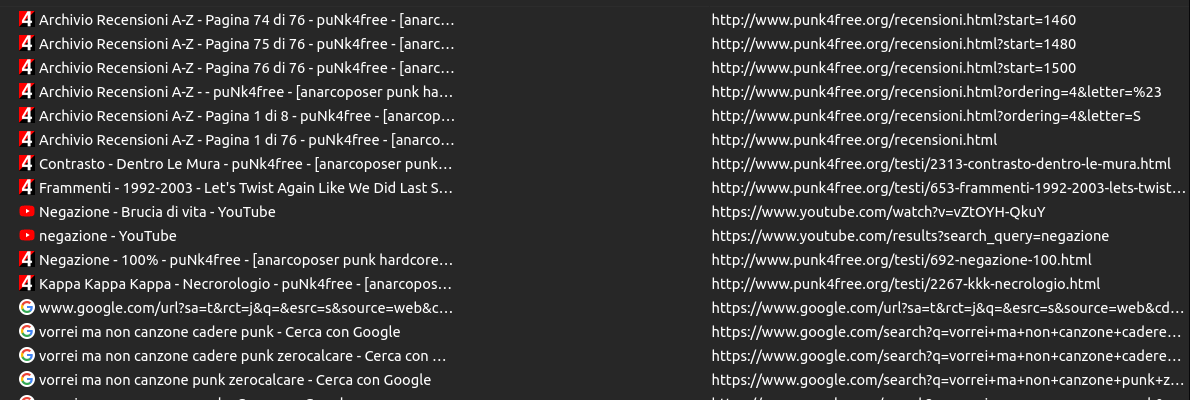 Archivio Recensioni A-Z - Pagina 74 di 76 - puNk4free - [anarc… http://www.punk4free.org/recensioni.html?start=1460
Archivio Recensioni A-Z - Pagina 75 di 76 - puNk4free - [anarc… http://www.punk4free.org/recensioni.html?start=1480
Archivio Recensioni A-Z - Pagina 76 di 76 - puNk4free - [anarc… http://www.punk4free.org/recensioni.html?start=1500
Archivio Recensioni A-Z - - puNk4free - [anarcoposer punk ha… http://www.punk4free.org/recensioni.html?ordering=4&letter=%23
Archivio Recensioni A-Z - Pagina 1 di 8 - puNk4free - [anarcop… http://www.punk4free.org/recensioni.html?ordering=4&letter=S
Archivio Recensioni A-Z - Pagina 1 di 76 - puNk4free - [anarco… http://www.punk4free.org/recensioni.html
Contrasto - Dentro Le Mura - puNk4free - [anarcoposer punk… http://www.punk4free.org/testi/2313-contrasto-dentro-le-mura.html
Frammenti - 1992-2003 - Let's Twist Again Like We Did Last S… http://www.punk4free.org/testi/653-frammenti-1992-2003-lets-twist…
Negazione - Brucia di vita - YouTube https://www.youtube.com/watch?v=vZtOYH-QkuY
negazione - YouTube https://www.youtube.com/results?search_query=negazione
Negazione - 100% - puNk4free - [anarcoposer punk hardcore… http://www.punk4free.org/testi/692-negazione-100.html
Kappa Kappa Kappa - Necrorologio - puNk4free - [anarcopos… http://www.punk4free.org/testi/2267-kkk-necrologio.html
www.google.com/url?sa=t&rct=j&q=&esrc=s&source=web&c… https://www.google.com/url?sa=t&rct=j&q=&esrc=s&source=web&cd…
vorrei ma non canzone cadere punk - Cerca con Google https://www.google.com/search?q=vorrei+ma+non+canzone+cadere…
vorrei ma non canzone cadere punk zerocalcare - Cerca con … https://www.google.com/search?q=vorrei+ma+non+canzone+cadere…
vorrei ma non canzone punk zerocalcare - Cerca con Google https://www.google.com/search?q=vorrei+ma+non+canzone+punk+z…